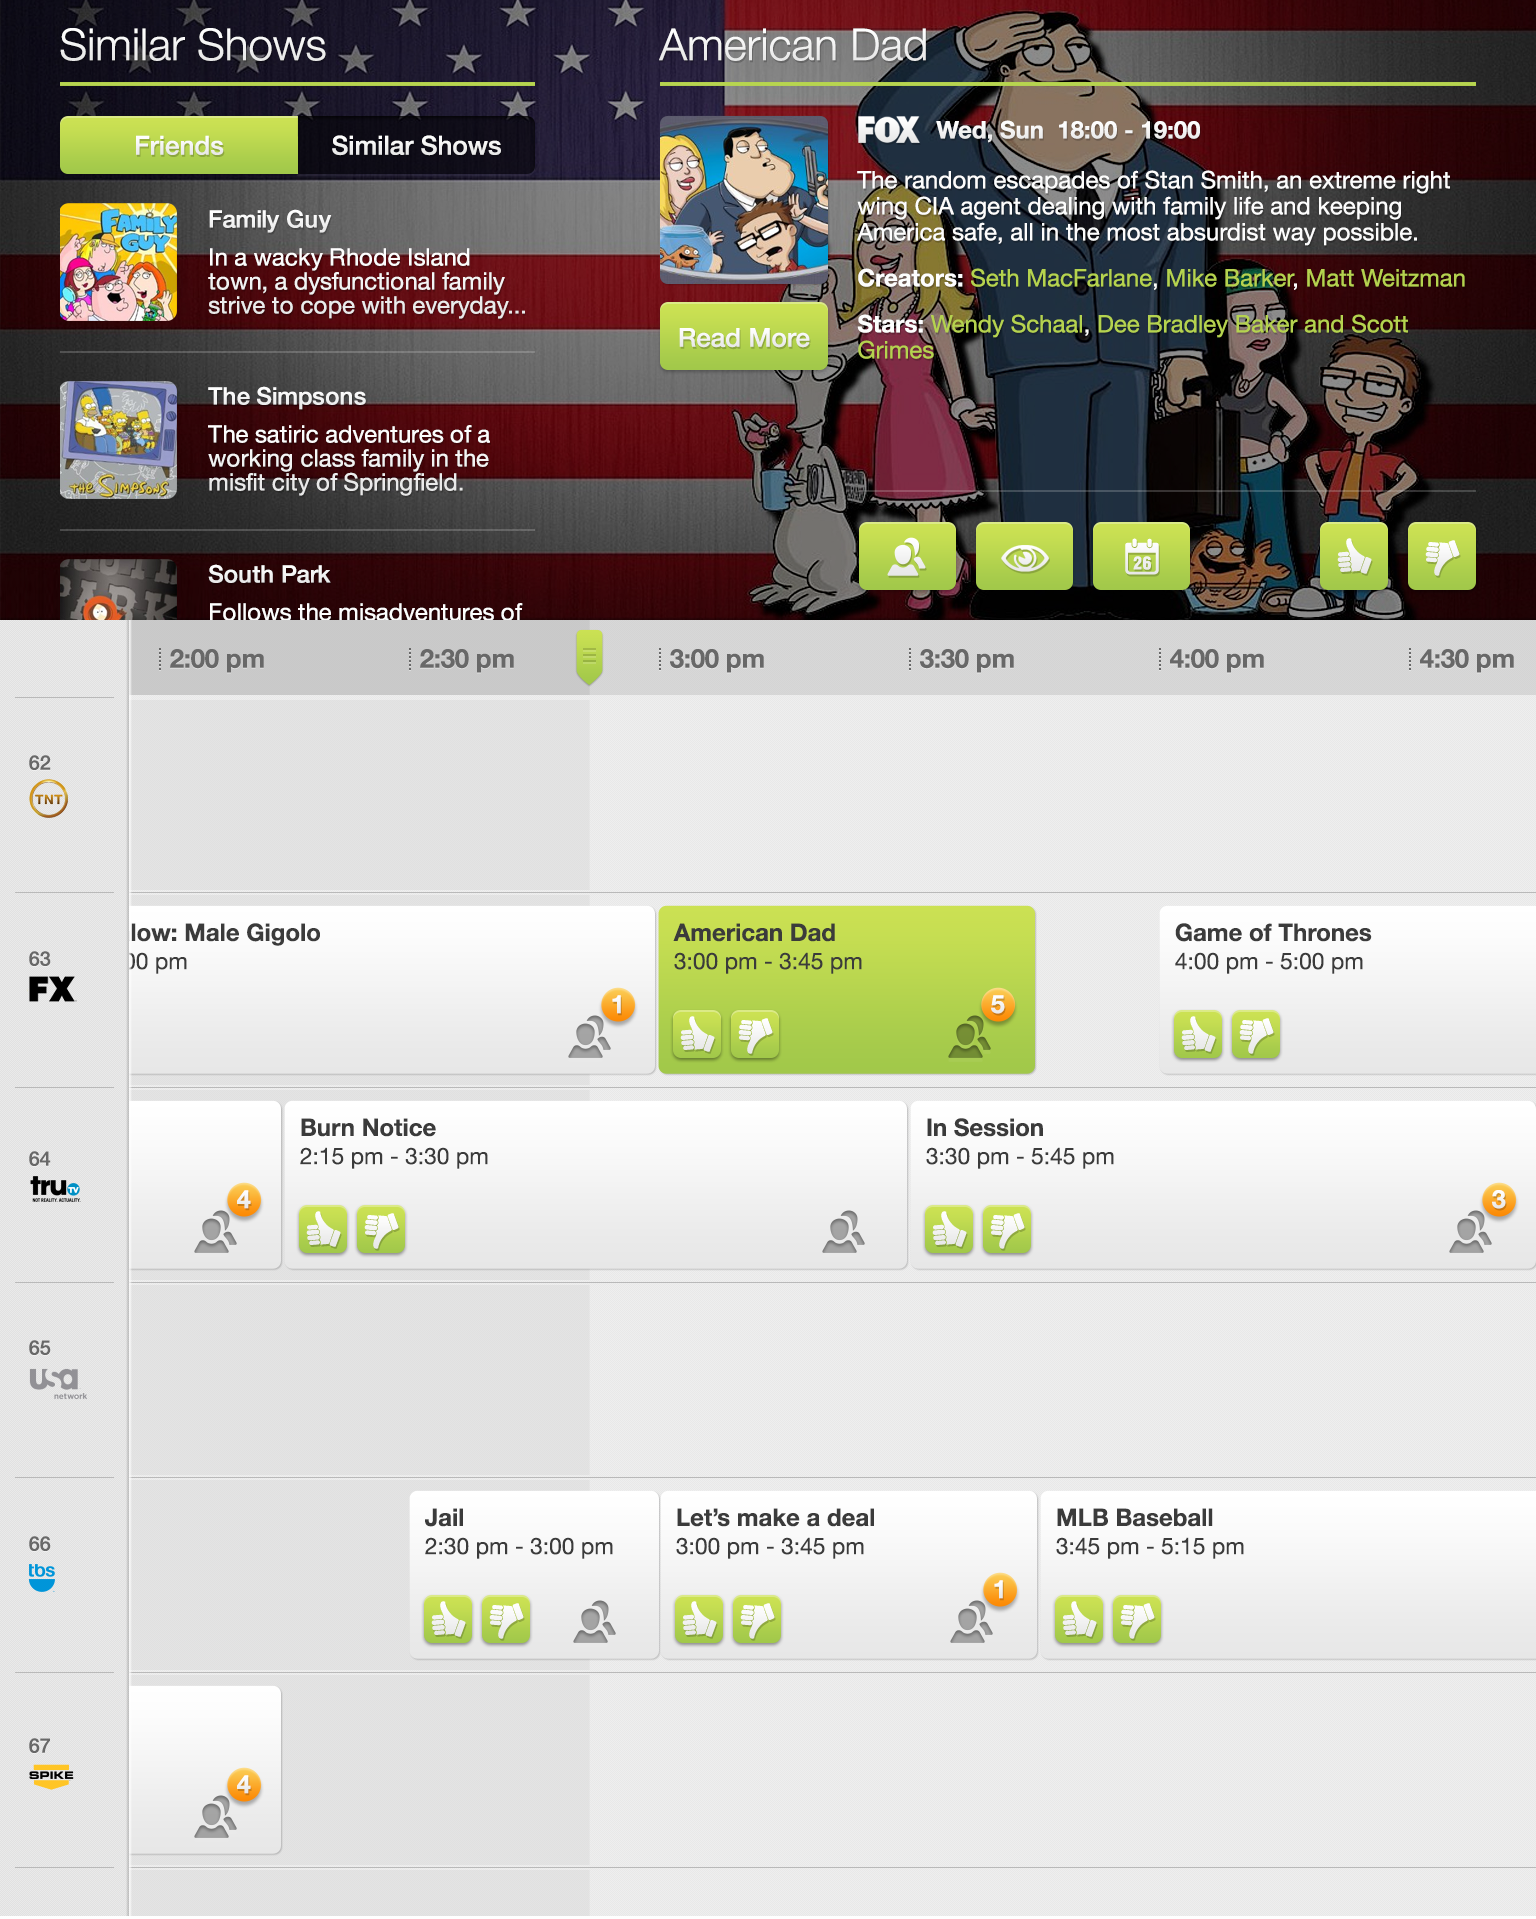 Similar Shows
Friends
Similar Shows
FAMILY GUY
Family Guy
In a wacky Rhode Island
town, a dysfunctional family
strive to cope with everyday...
THE SIMPSONS
The Simpsons
The satiric adventures of a
working class family in the
misfit city of Springfield.
South Park
Follows the misadventures of
American Dad
FOX Wed, Sun 18:00 - 19:00
The random escapades of Stan Smith, an extreme right
wing CIA agent dealing with family life and keeping
America safe, all in the most absurdist way possible.
Creators: Seth MacFarlane, Mike Barker, Matt Weitzman
Stars: Wendy Schaal, Dee Bradley Baker and Scott
Grimes
Read More
26
2:00 pm
2:30 pm
3:00 pm
3:30 pm
4:00 pm
4:30 pm
62
TNT
63
FX
low: Male Gigolo
00 pm
1
American Dad
3:00 pm - 3:45 pm
5
Game of Thrones
4:00 pm - 5:00 pm
64
truTV
NOT REALITY. ACTUALITY.
4
Burn Notice
2:15 pm - 3:30 pm
In Session
3:30 pm - 5:45 pm
3
65
usa
network
66
tbs
Jail
2:30 pm - 3:00 pm
Let's make a deal
3:00 pm - 3:45 pm
1
MLB Baseball
3:45 pm - 5:15 pm
67
SPIKE
4